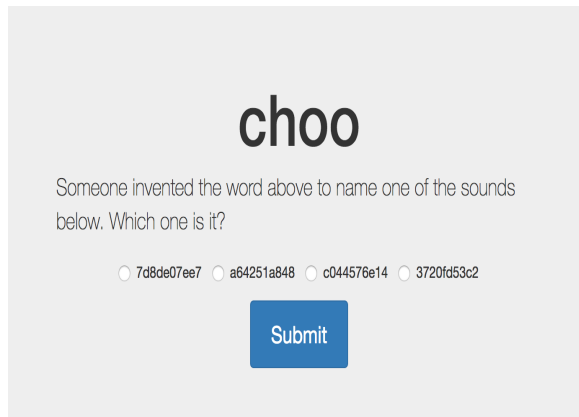 choo
Someone invented the word above to name one of the sounds
below. Which one is it?
7d8de07ee7 a64251a848 c044576e14 3720fd53c2
Submit